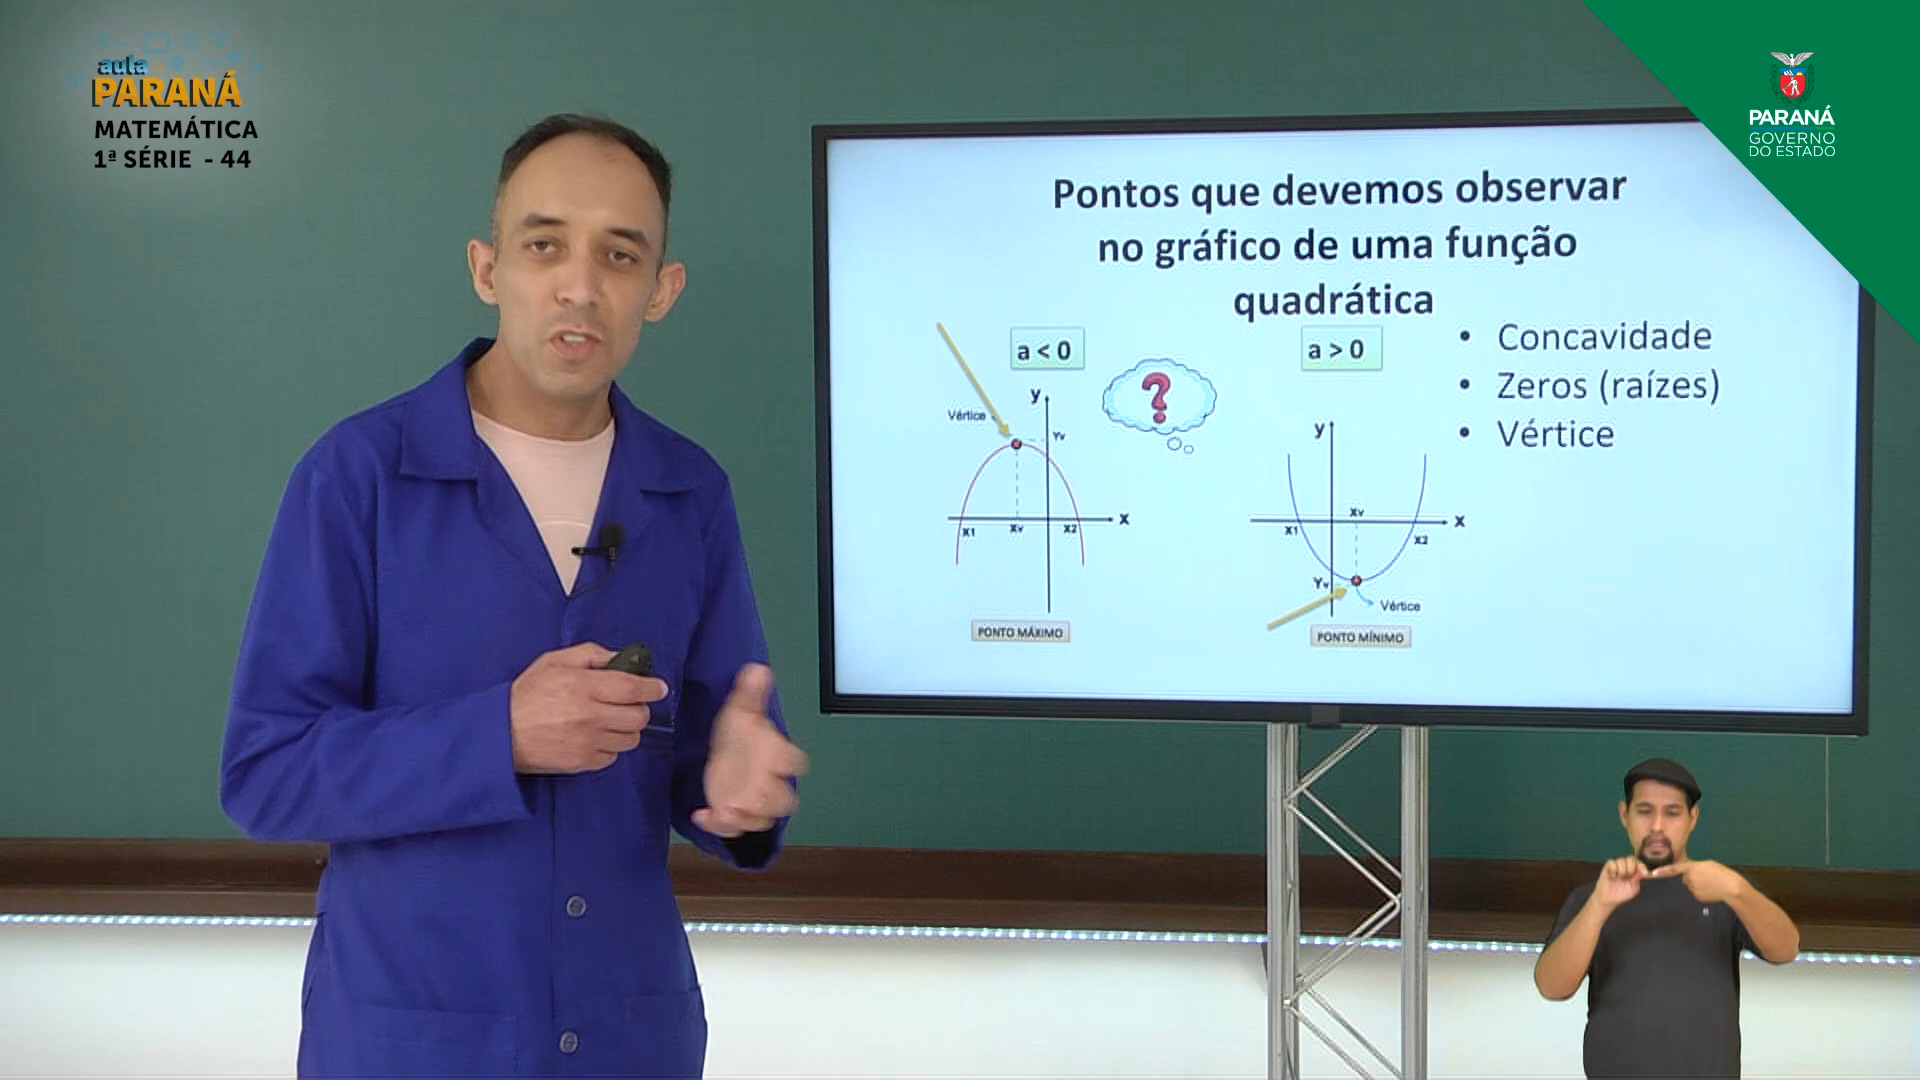 aula
PARANÁ
MATEMÁTICA
1ª SÉRIE - 44
PARANÁ
GOVERNO
DO ESTADO
Pontos que devemos observar
no gráfico de uma função
quadrática
• Concavidade
• Zeros (raízes)
• Vértice
a < 0
y
Vértice
Yv
x
X1
Xv
X2
PONTO MÁXIMO
?
a > 0
y
Xv
x
X1
X2
Yv
Vértice
PONTO MÍNIMO